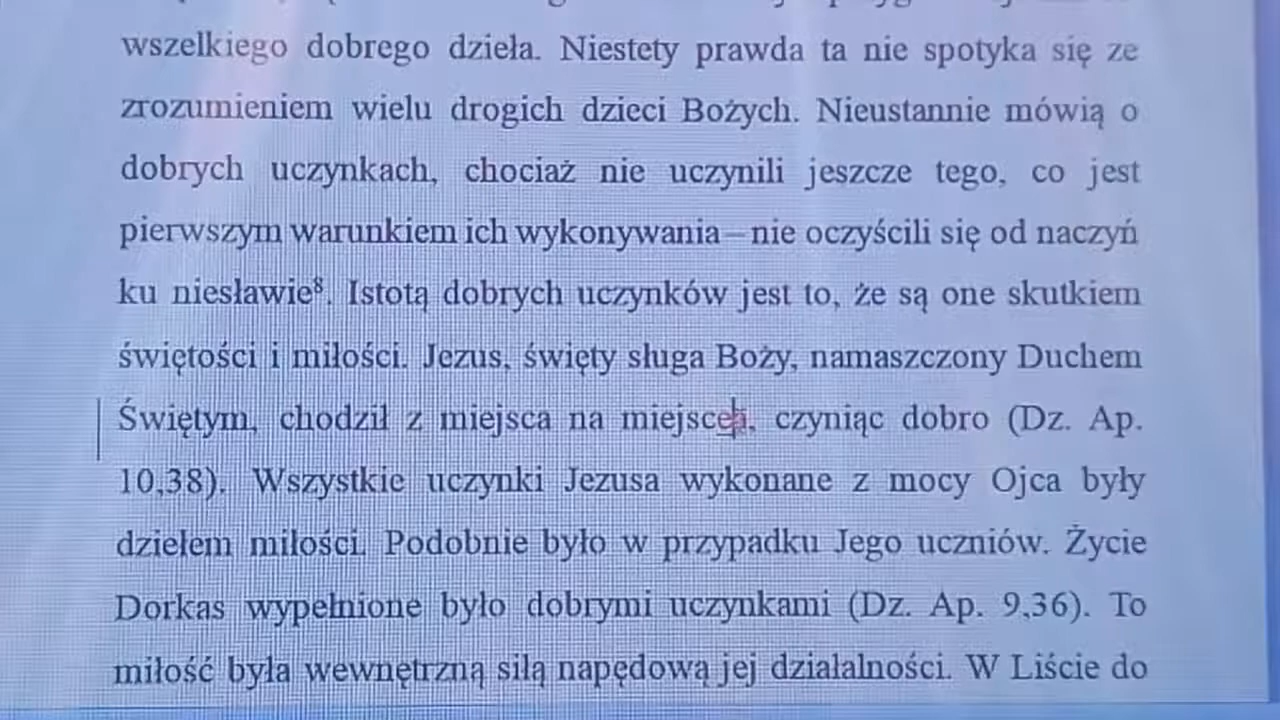 wszelkiego dobrego dzieła. Niestety prawda ta nie spotyka się ze
zrozumieniem wielu drogich dzieci Bożych. Nieustannie mówią o
dobrych uczynkach, chociaż nie uczynili jeszcze tego, co jest
pierwszym warunkiem ich wykonywania – nie oczyścili się od naczyń
ku niesławie⁸. Istotą dobrych uczynków jest to, że są one skutkiem
świętości i miłości. Jezus, święty sługa Boży, namaszczony Duchem
Świętym, chodził z miejsca na czyniąc dobro (Dz. Ap.
10,38). Wszystkie uczynki Jezusa wykonane z mocy Ojca były
dziełem miłości. Podobnie było w przypadku Jego uczniów. Życie
Dorkas wypełnione było dobrymi uczynkami (Dz. Ap. 9,36). To
miłość była wewnętrzną siłą napędową jej działalności. W Liście do